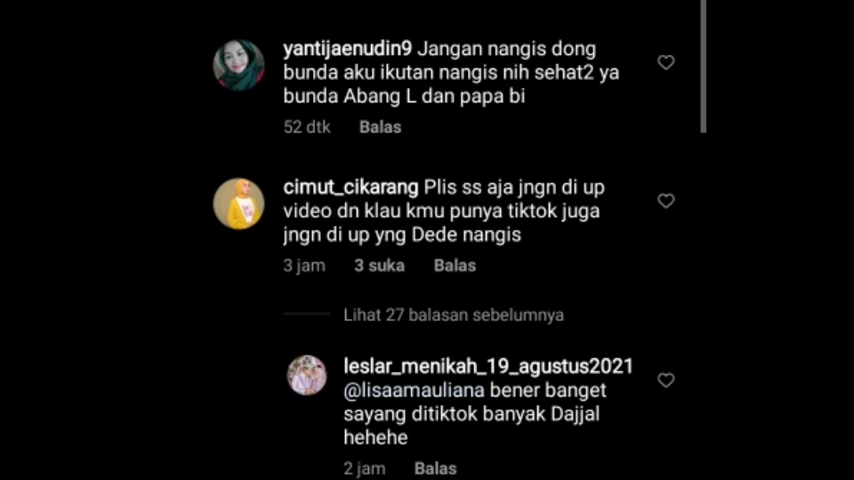 yantijaenudin9 Jangan nangis dong
bunda aku ikutan nangis nih sehat2 ya
bunda Abang L dan papa bi
52 dtk Balas
cimut_cikarang Plis ss aja jngn di up
video dn klau kmu punya tiktok juga
jngn di up yng Dede nangis
3 jam 3 suka Balas
Lihat 27 balasan sebelumnya
leslar_menikah_19_agustus2021
@lisaamauliana bener banget
sayang ditiktok banyak Dajjal
hehehe
2 jam Balas